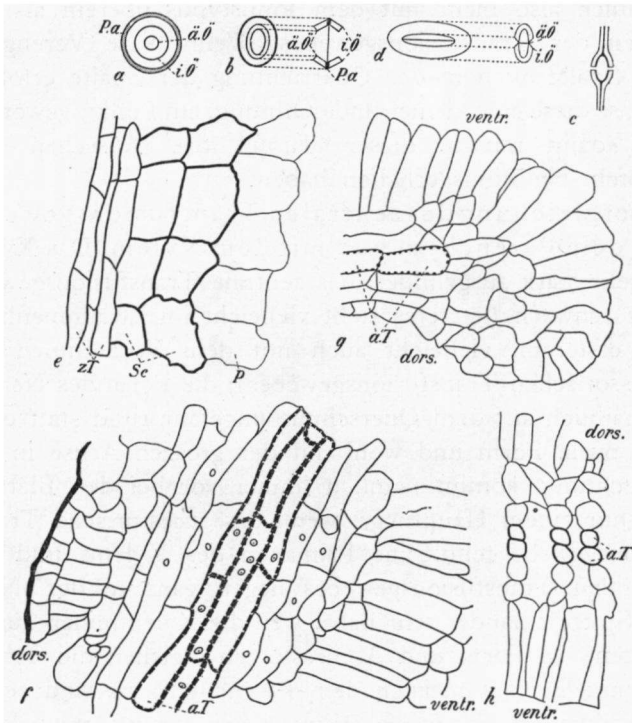 P.a
ä.Ö
i.Ö
a
b
ä.Ö
i.Ö
P.a
d
ä.Ö
i.Ö
c
ventr.
zT
Sc
p
g
aT
dors.
dors.
aT
dors.
f
aT
ventr.
h
ventr.